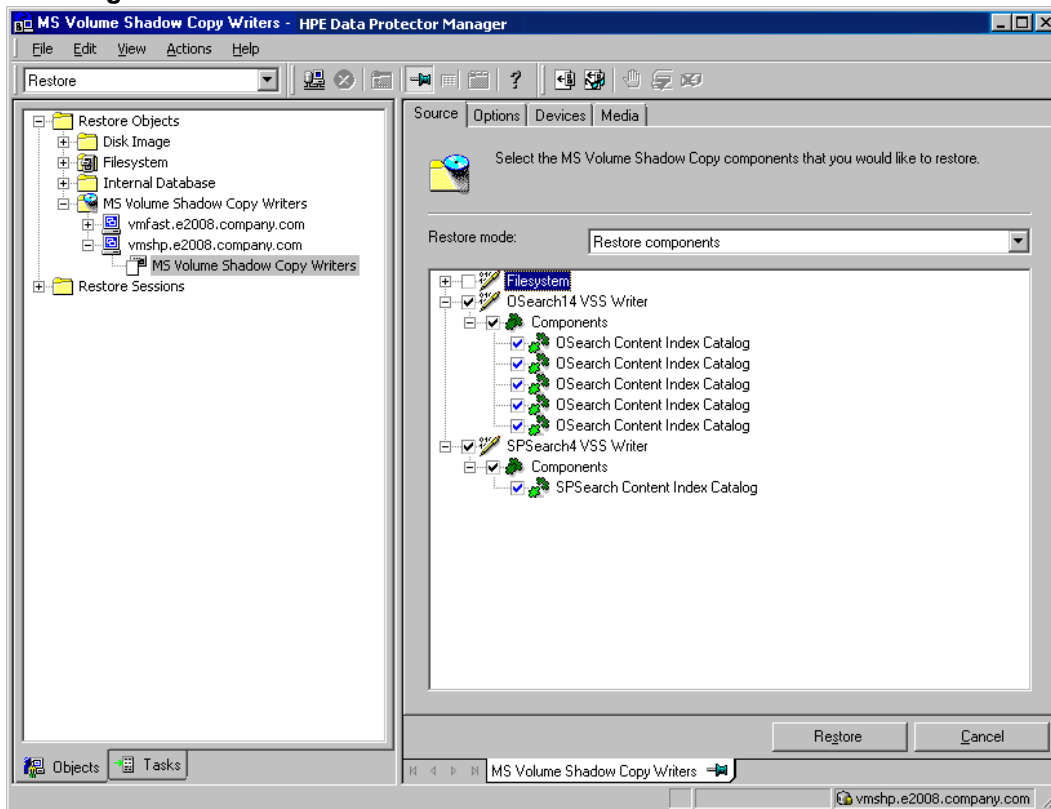 MS Volume Shadow Copy Writers - HPE Data Protector Manager
File Edit View Actions Help
Restore
Restore Objects
Disk Image
Filesystem
Internal Database
MS Volume Shadow Copy Writers
vmfast.e2008.company.com
vmshp.e2008.company.com
MS Volume Shadow Copy Writers
Restore Sessions
Objects Tasks
Source Options Devices Media
Select the MS Volume Shadow Copy components that you would like to restore.
Restore mode: Restore components
Filesystem
OSearch14 VSS Writer
Components
OSearch Content Index Catalog
OSearch Content Index Catalog
OSearch Content Index Catalog
OSearch Content Index Catalog
OSearch Content Index Catalog
SPSearch4 VSS Writer
Components
SPSearch Content Index Catalog
Restore Cancel
MS Volume Shadow Copy Writers
vmshp.e2008.company.com